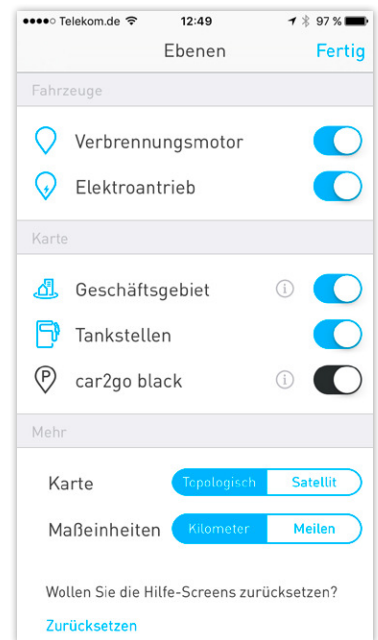 Telekom.de 12:49 97 %
Ebenen Fertig
Fahrzeuge
Verbrennungsmotor
Elektroantrieb
Karte
Geschäftsgebiet i
Tankstellen
P car2go black i
Mehr
Karte Topologisch Satellit
Maßeinheiten Kilometer Meilen
Wollen Sie die Hilfe-Screens zurücksetzen?
Zurücksetzen